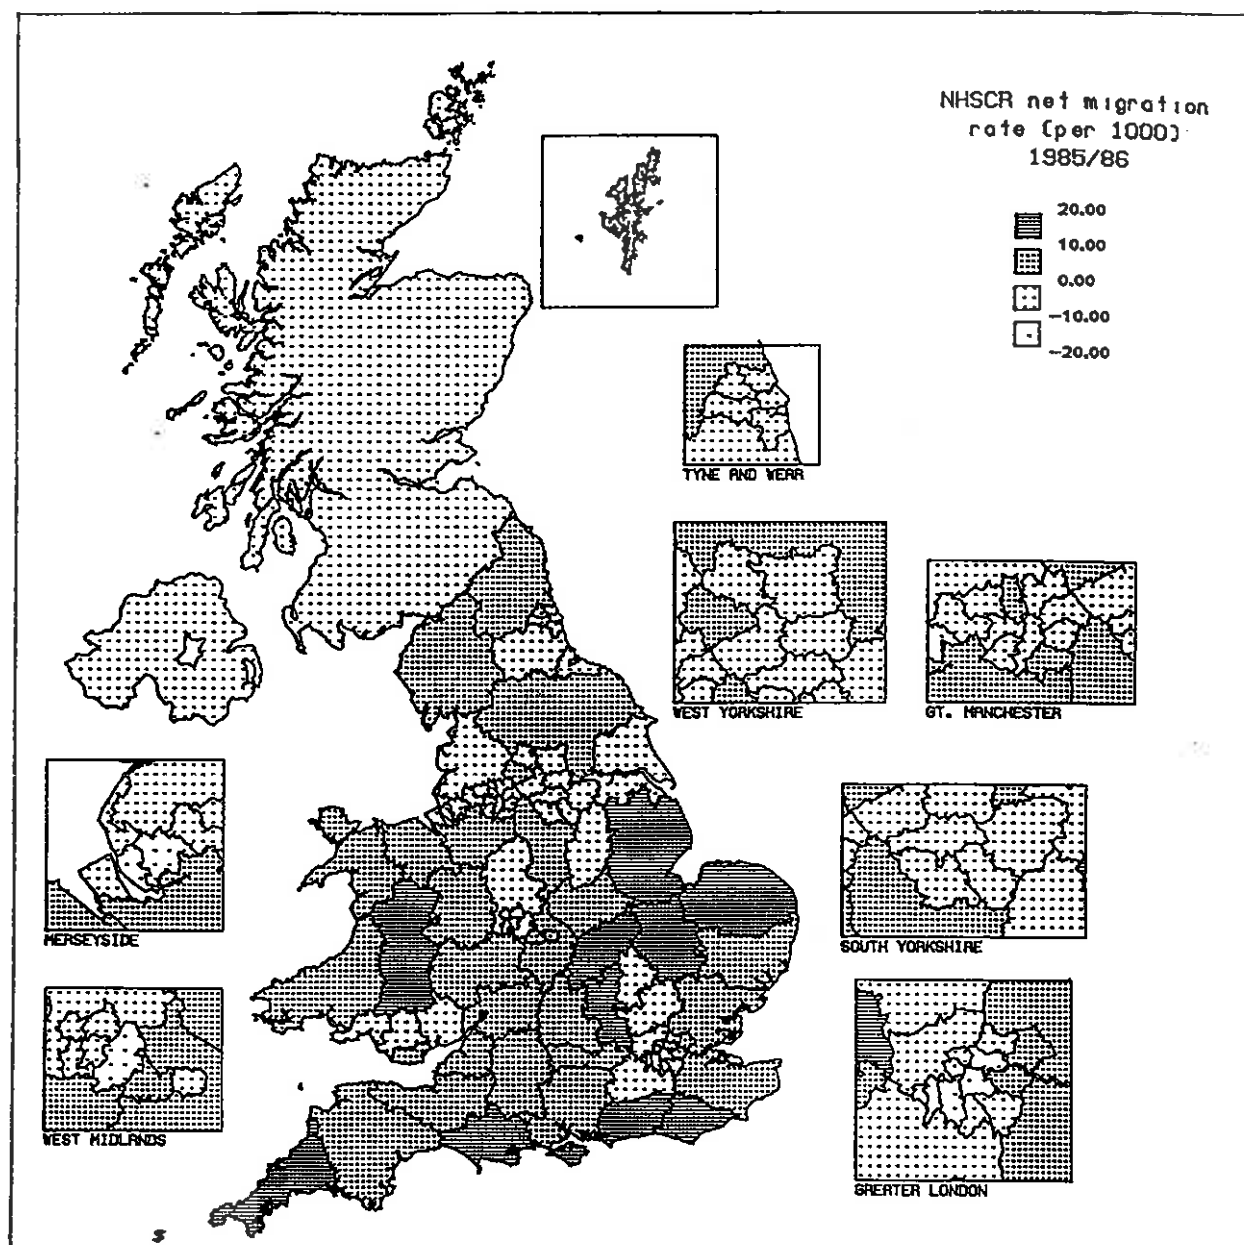 NHSCR net migration
rate (per 1000)
1985/86
20.00
10.00
0.00
-10.00
-20.00
TYNE AND WEAR
WEST YORKSHIRE
GT. MANCHESTER
MERSEYSIDE
SOUTH YORKSHIRE
WEST MIDLANDS
GREATER LONDON